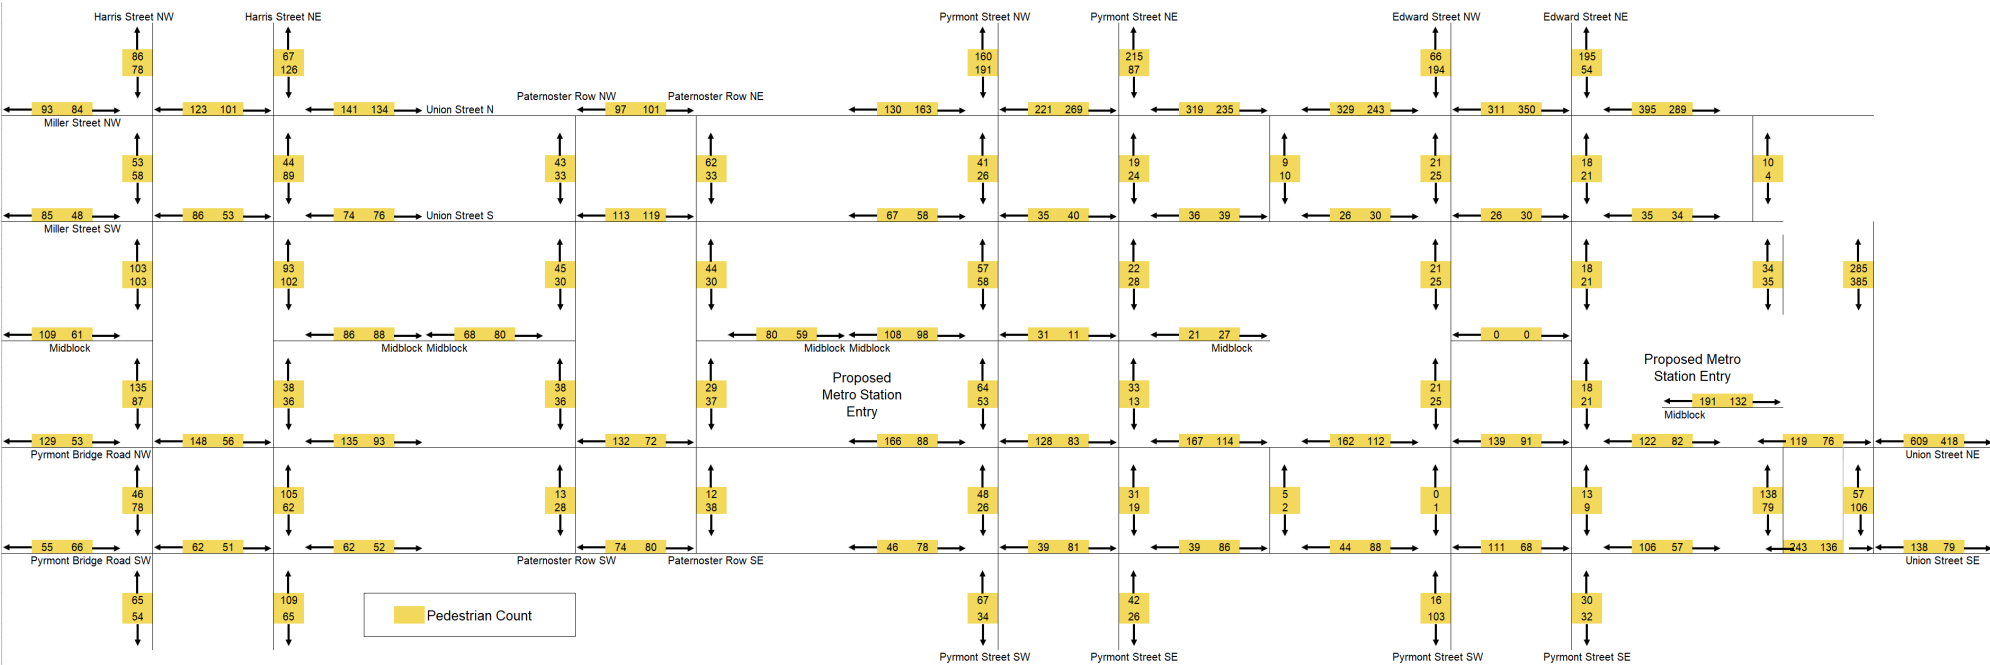 Harris Street NW Harris Street NE Pyrmont Street NW Pyrmont Street NE Edward Street NW Edward Street NE
86 67 160 215 66 195
78 126 191 87 194 54
Paternoster Row NW Paternoster Row NE
93 84 123 101 141 134 Union Street N 97 101 130 163 221 269 319 235 329 243 311 350 395 289
Miller Street NW
53 44 43 62 41 19 9 21 18 10
58 89 33 33 26 24 10 25 21 4
85 48 86 53 74 76 Union Street S 113 119 67 58 35 40 36 39 26 30 26 30 35 34
Miller Street SW
103 93 45 44 57 22 21 18 34 285
103 102 30 30 58 28 25 21 35 385
109 61 86 88 68 80 80 59 108 98 31 11 21 27 0 0
Midblock Midblock Midblock Midblock Midblock Midblock
Proposed Metro
Station Entry
Proposed
Metro Station
Entry
135 38 38 29 64 33 21 18
87 36 36 37 53 13 25 21
191 132
Midblock
129 53 148 56 135 93 132 72 166 88 128 83 167 114 162 112 139 91 122 82 119 76 609 418
Pyrmont Bridge Road NW Union Street NE
46 105 13 12 48 31 5 0 13 138 57
78 62 28 38 26 19 2 1 9 79 106
55 66 62 51 62 52 74 80 46 78 39 81 39 86 44 88 111 68 106 57 243 136 138 79
Pyrmont Bridge Road SW Paternoster Row SW Paternoster Row SE Union Street SE
65 109 67 42 16 30
54 65 34 26 103 32
Pedestrian Count
Pyrmont Street SW Pyrmont Street SE Pyrmont Street SW Pyrmont Street SE